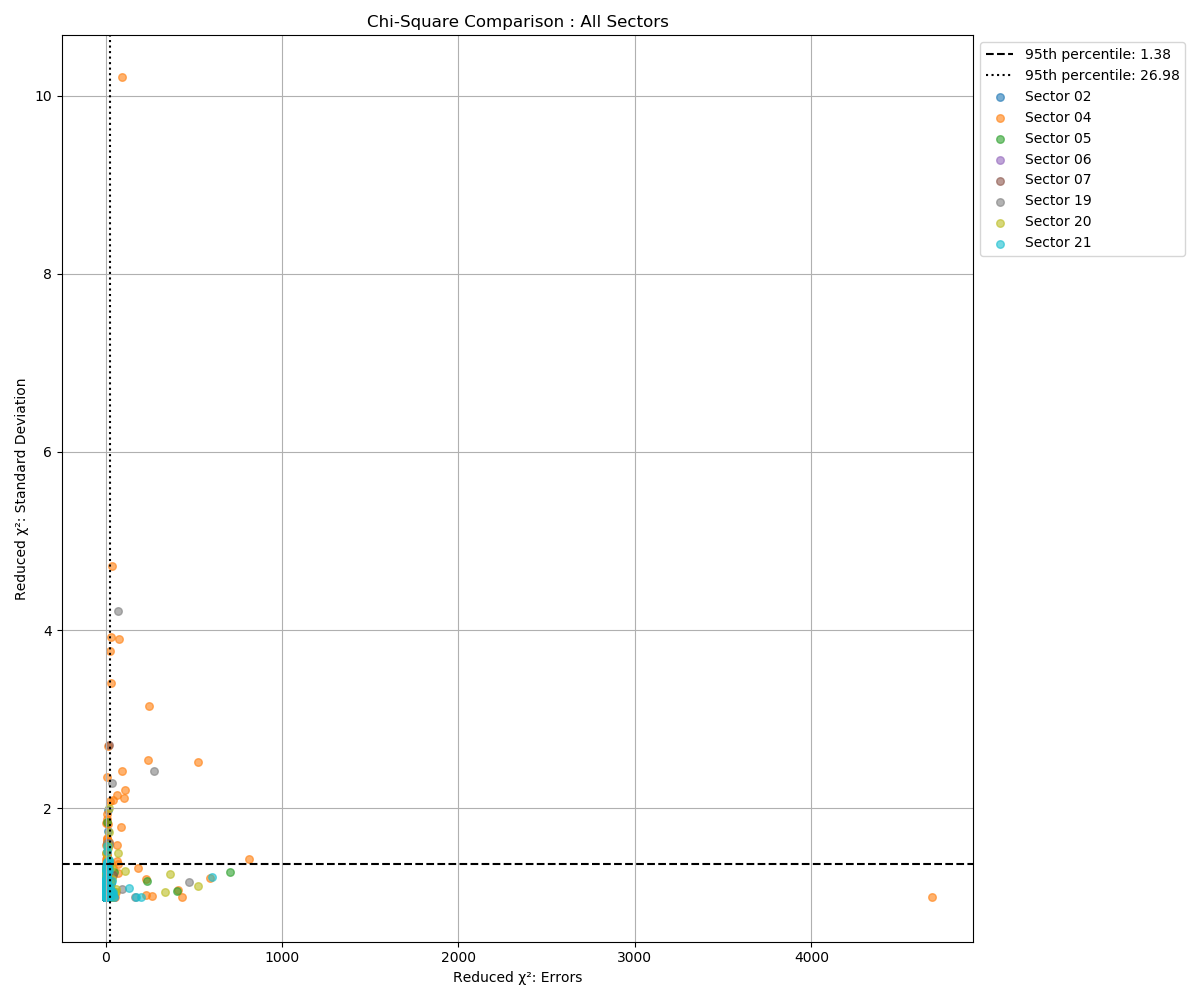 Chi-Square Comparison : All Sectors
10
8
6
4
2
0
1000
2000
3000
4000
Reduced χ²: Standard Deviation
Reduced χ²: Errors
95th percentile: 1.38
95th percentile: 26.98
Sector 02
Sector 04
Sector 05
Sector 06
Sector 07
Sector 19
Sector 20
Sector 21